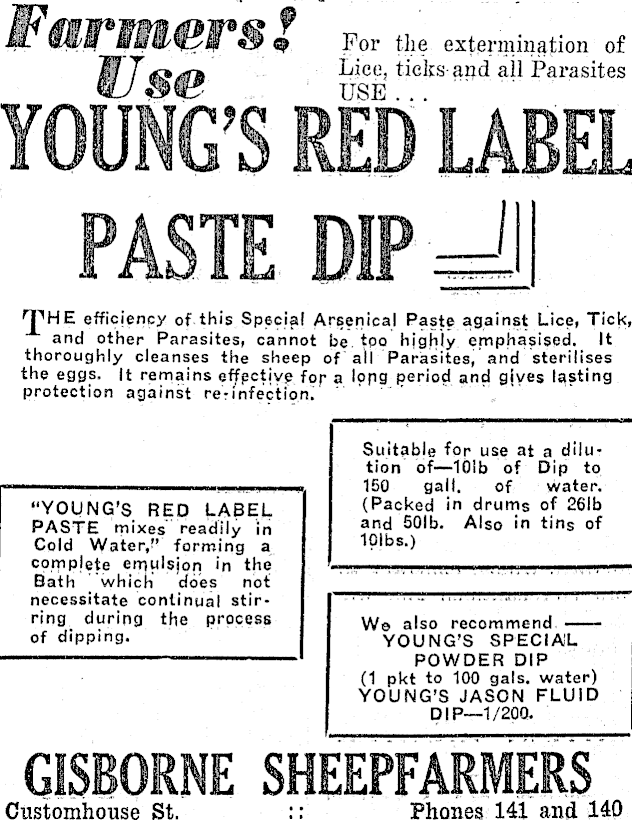 Farmers!
Use
For the extermination of
Lice, ticks and all Parasites
USE . . .
YOUNG'S RED LABEL
PASTE DIP
THE efficiency of this Special Arsenical Paste against Lice, Tick,
and other Parasites, cannot be too highly emphasised. It
thoroughly cleanses the sheep of all Parasites, and sterilises
the eggs. It remains effective for a long period and gives lasting
protection against re-infection.
"YOUNG'S RED LABEL
PASTE mixes readily in
Cold Water," forming a
complete emulsion in the
Bath which does not
necessitate continual stir-
ring during the process
of dipping.
Suitable for use at a dilu-
tion of—10lb of Dip to
150 gall. of water.
(Packed in drums of 26lb
and 50lb. Also in tins of
10lbs.)
We also recommend —
YOUNG'S SPECIAL
POWDER DIP
(1 pkt to 100 gals. water)
YOUNG'S JASON FLUID
DIP—1/200.
GISBORNE SHEEPFARMERS
Customhouse St. :: Phones 141 and 140